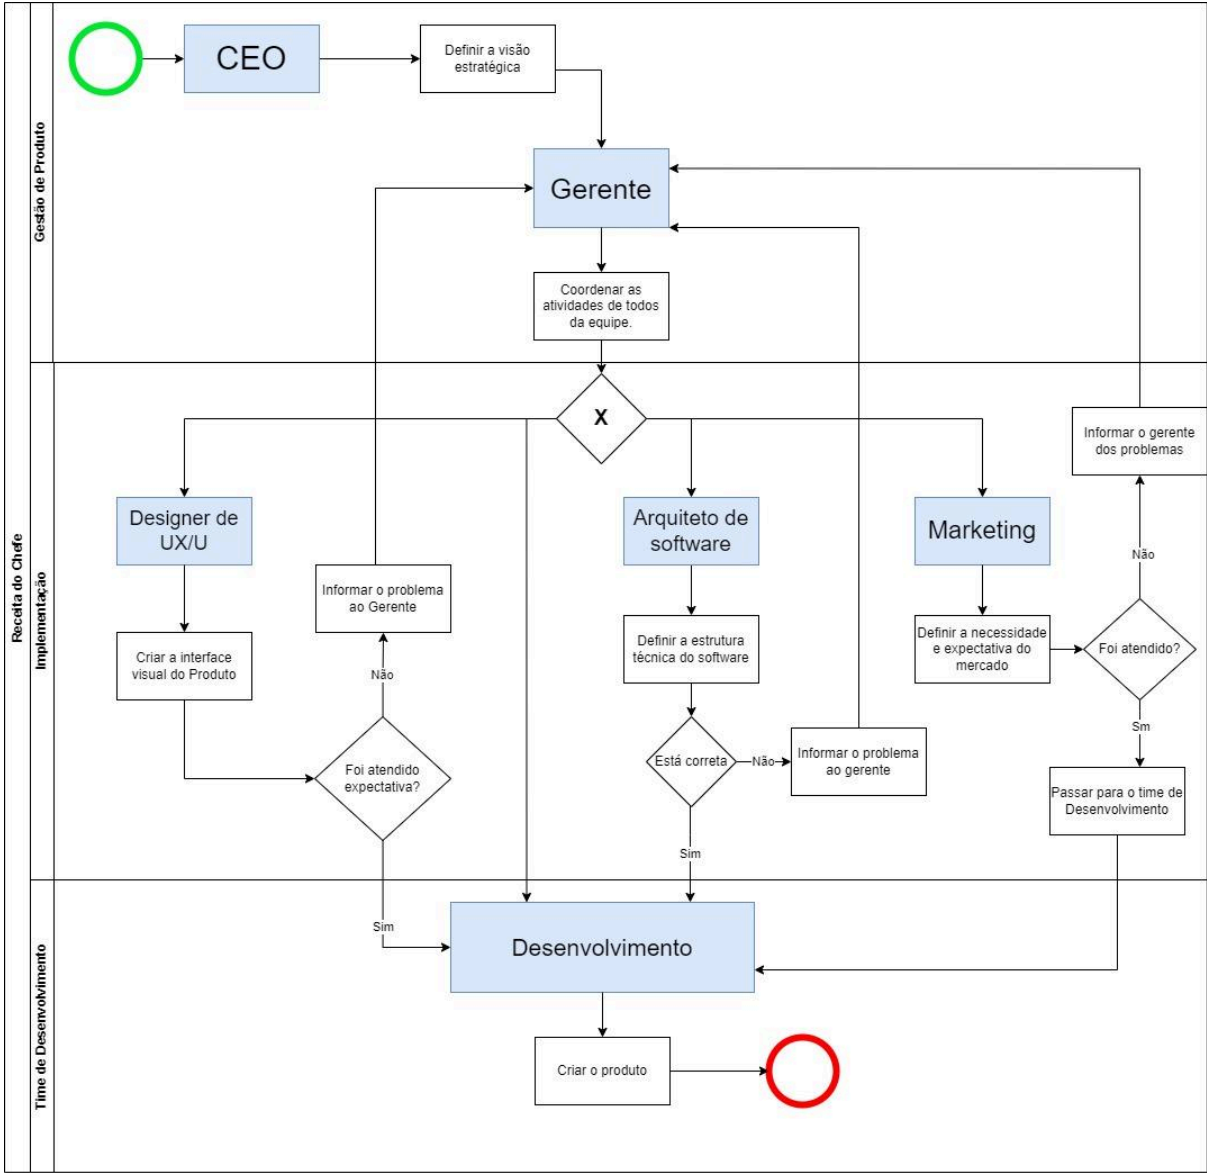 Receita do Chefe
Gestão de Produto
CEO
Definir a visão
estratégica
Gerente
Coordenar as
atividades de todos
da equipe.
Implementação
X
Informar o gerente
dos problemas
Designer de
UX/U
Arquiteto de
software
Marketing
Não
Informar o problema
ao Gerente
Criar a interface
visual do Produto
Definir a estrutura
técnica do software
Definir a necessidade
e expectativa do
mercado
Foi atendido?
Não
Sm
Foi atendido
expectativa?
Está correta
Não
Informar o problema
ao gerente
Passar para o time de
Desenvolvimento
Sim
Time de Desenvolvimento
Sim
Desenvolvimento
Criar o produto